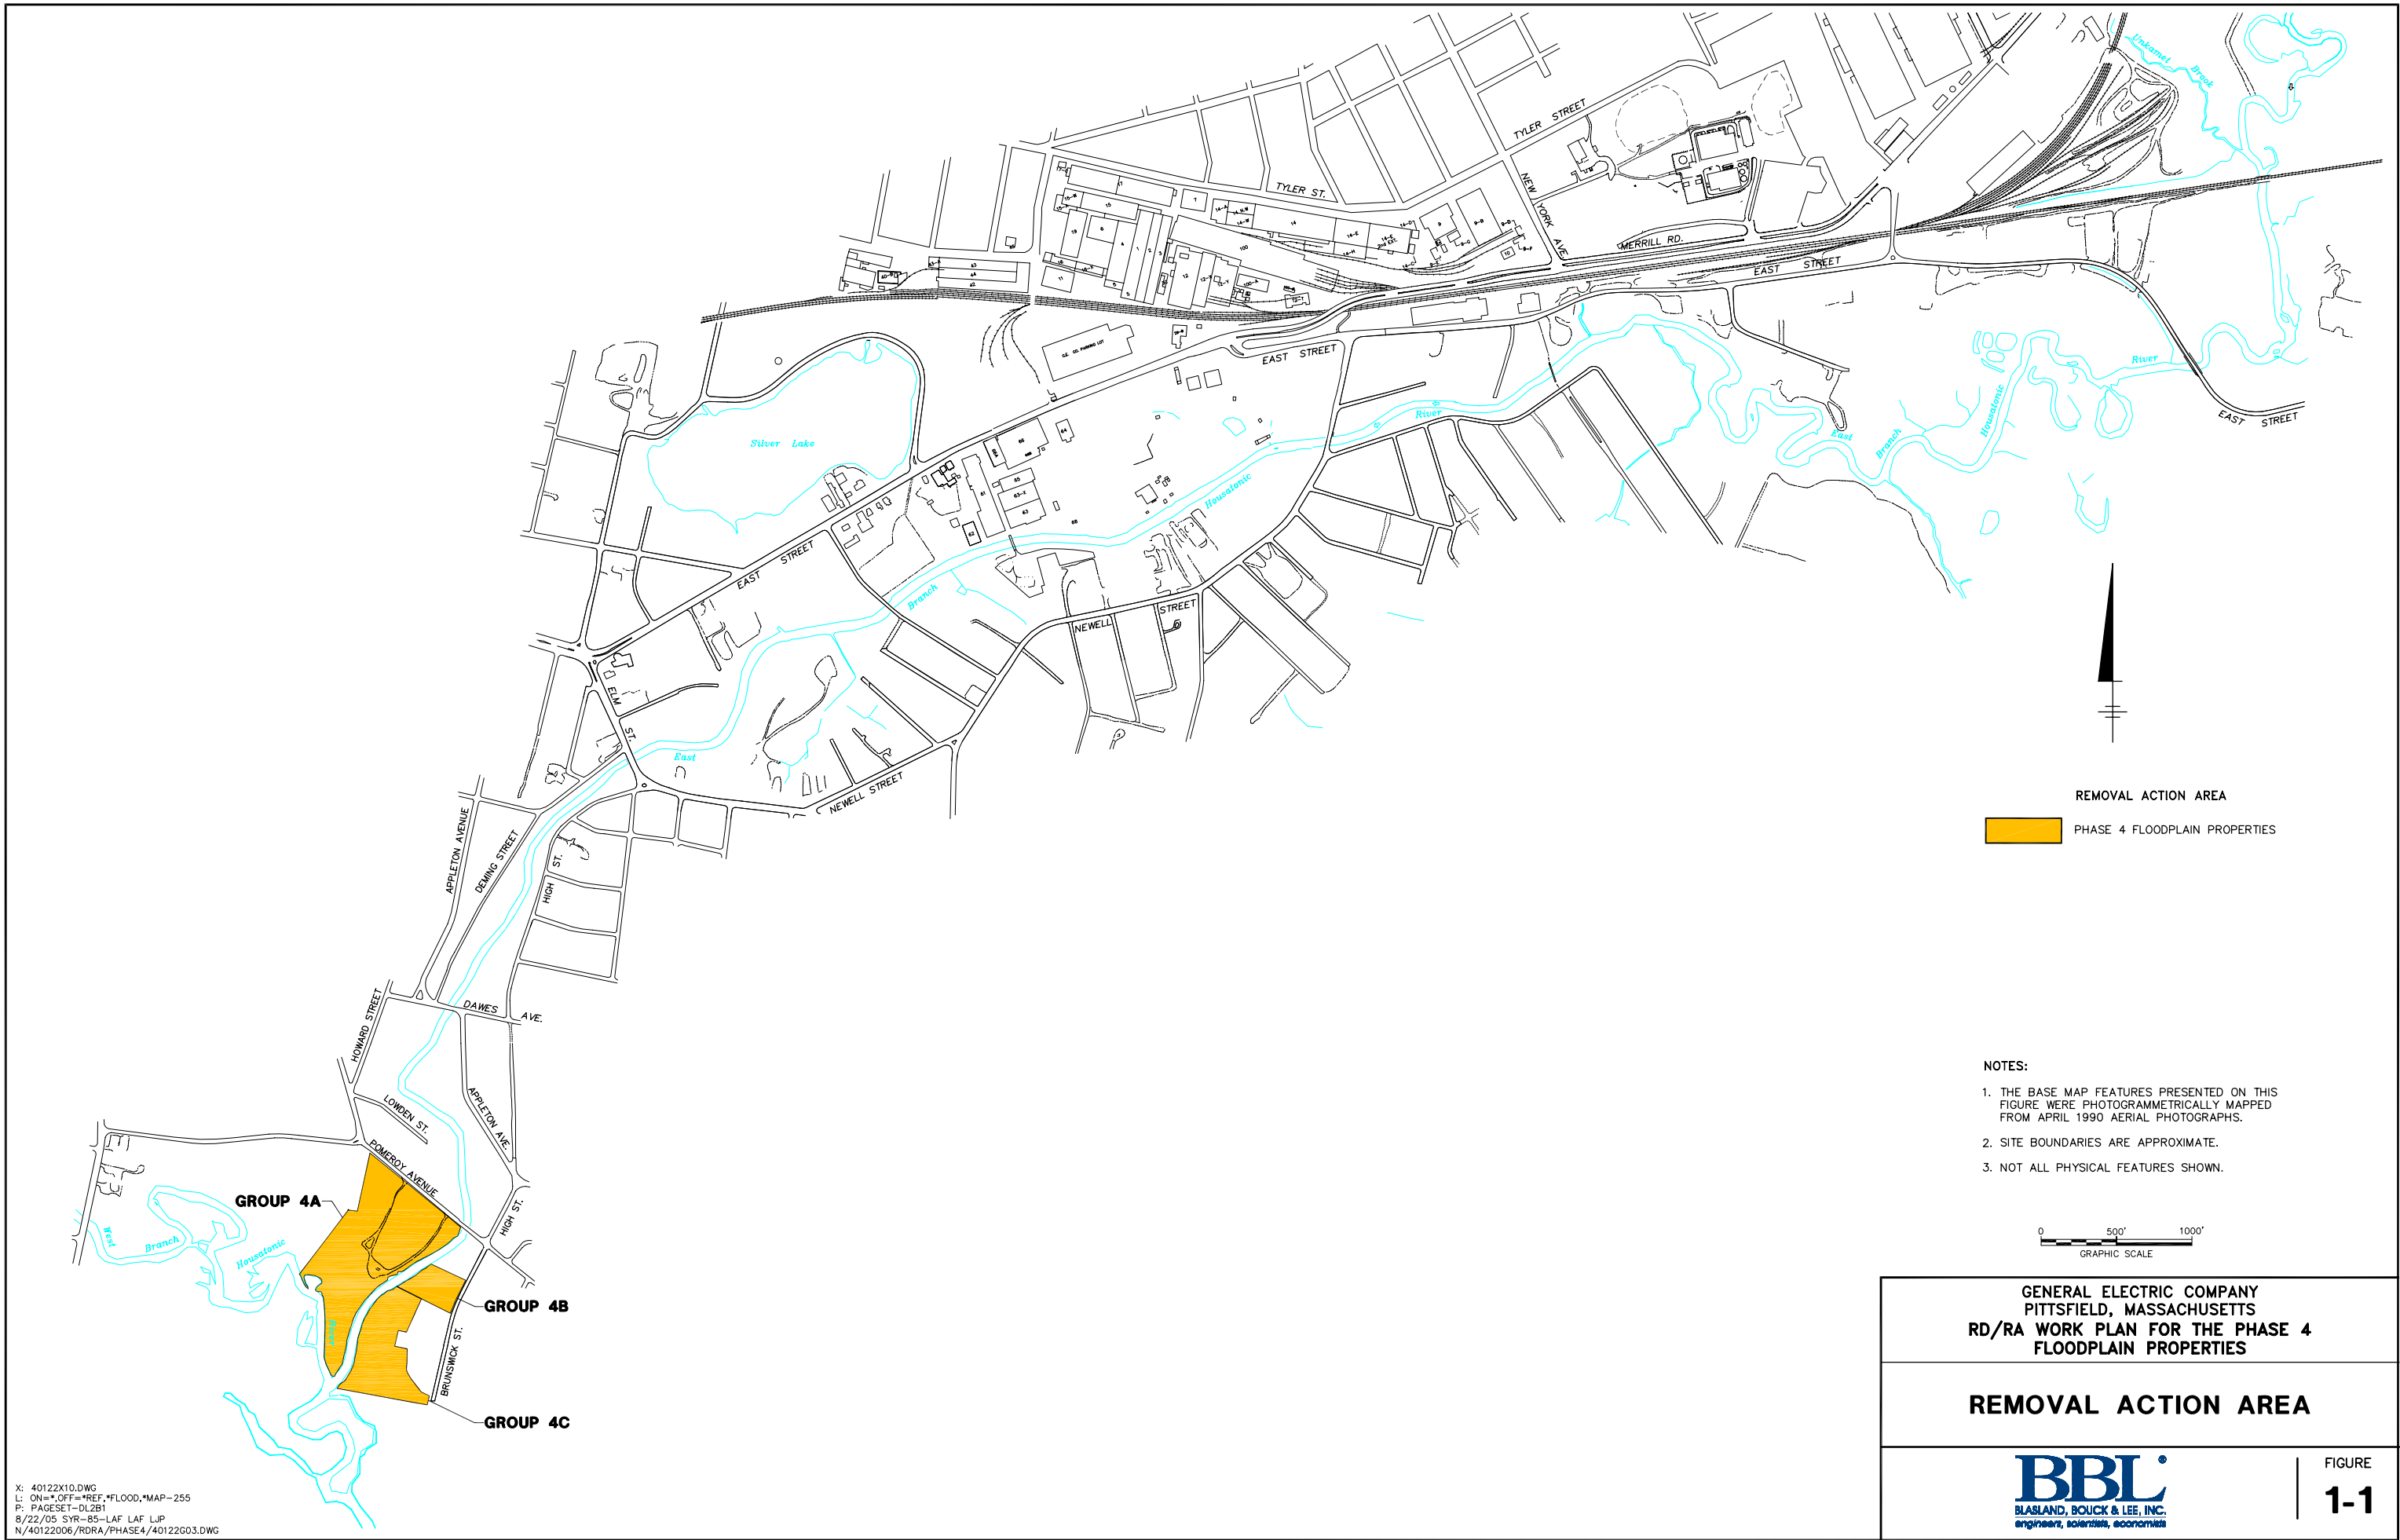 Unkamet
Brook
TYLER STREET
TYLER ST.
NEW YORK AVE.
MERRILL RD.
EAST STREET
G.E. CO. PARKING LOT
EAST STREET
River
River
EAST STREET
Silver Lake
East
Branch
Housatonic
Housatonic
EAST STREET
Branch
NEWELL STREET
ELM ST.
East
NEWELL STREET
APPLETON AVENUE
DEMING STREET
HIGH ST.
HOWARD STREET
DAWES AVE.
LOWDEN ST.
APPLETON AVE.
POMEROY AVENUE
HIGH ST.
GROUP 4A
West
Branch
Housatonic
River
GROUP 4B
BRUNSWICK ST.
GROUP 4C
REMOVAL ACTION AREA
PHASE 4 FLOODPLAIN PROPERTIES
NOTES:
1. THE BASE MAP FEATURES PRESENTED ON THIS
FIGURE WERE PHOTOGRAMMETRICALLY MAPPED
FROM APRIL 1990 AERIAL PHOTOGRAPHS.
2. SITE BOUNDARIES ARE APPROXIMATE.
3. NOT ALL PHYSICAL FEATURES SHOWN.
0 500' 1000'
GRAPHIC SCALE
GENERAL ELECTRIC COMPANY
PITTSFIELD, MASSACHUSETTS
RD/RA WORK PLAN FOR THE PHASE 4
FLOODPLAIN PROPERTIES
REMOVAL ACTION AREA
BBL®
BLASLAND, BOUCK & LEE, INC.
engineers, scientists, economists
FIGURE
1-1
X: 40122X10.DWG
L: ON=*,OFF=*REF,*FLOOD,*MAP-255
P: PAGESET-DL2B1
8/22/05 SYR-85-LAF LAF LJP
N/40122006/RDRA/PHASE4/40122G03.DWG